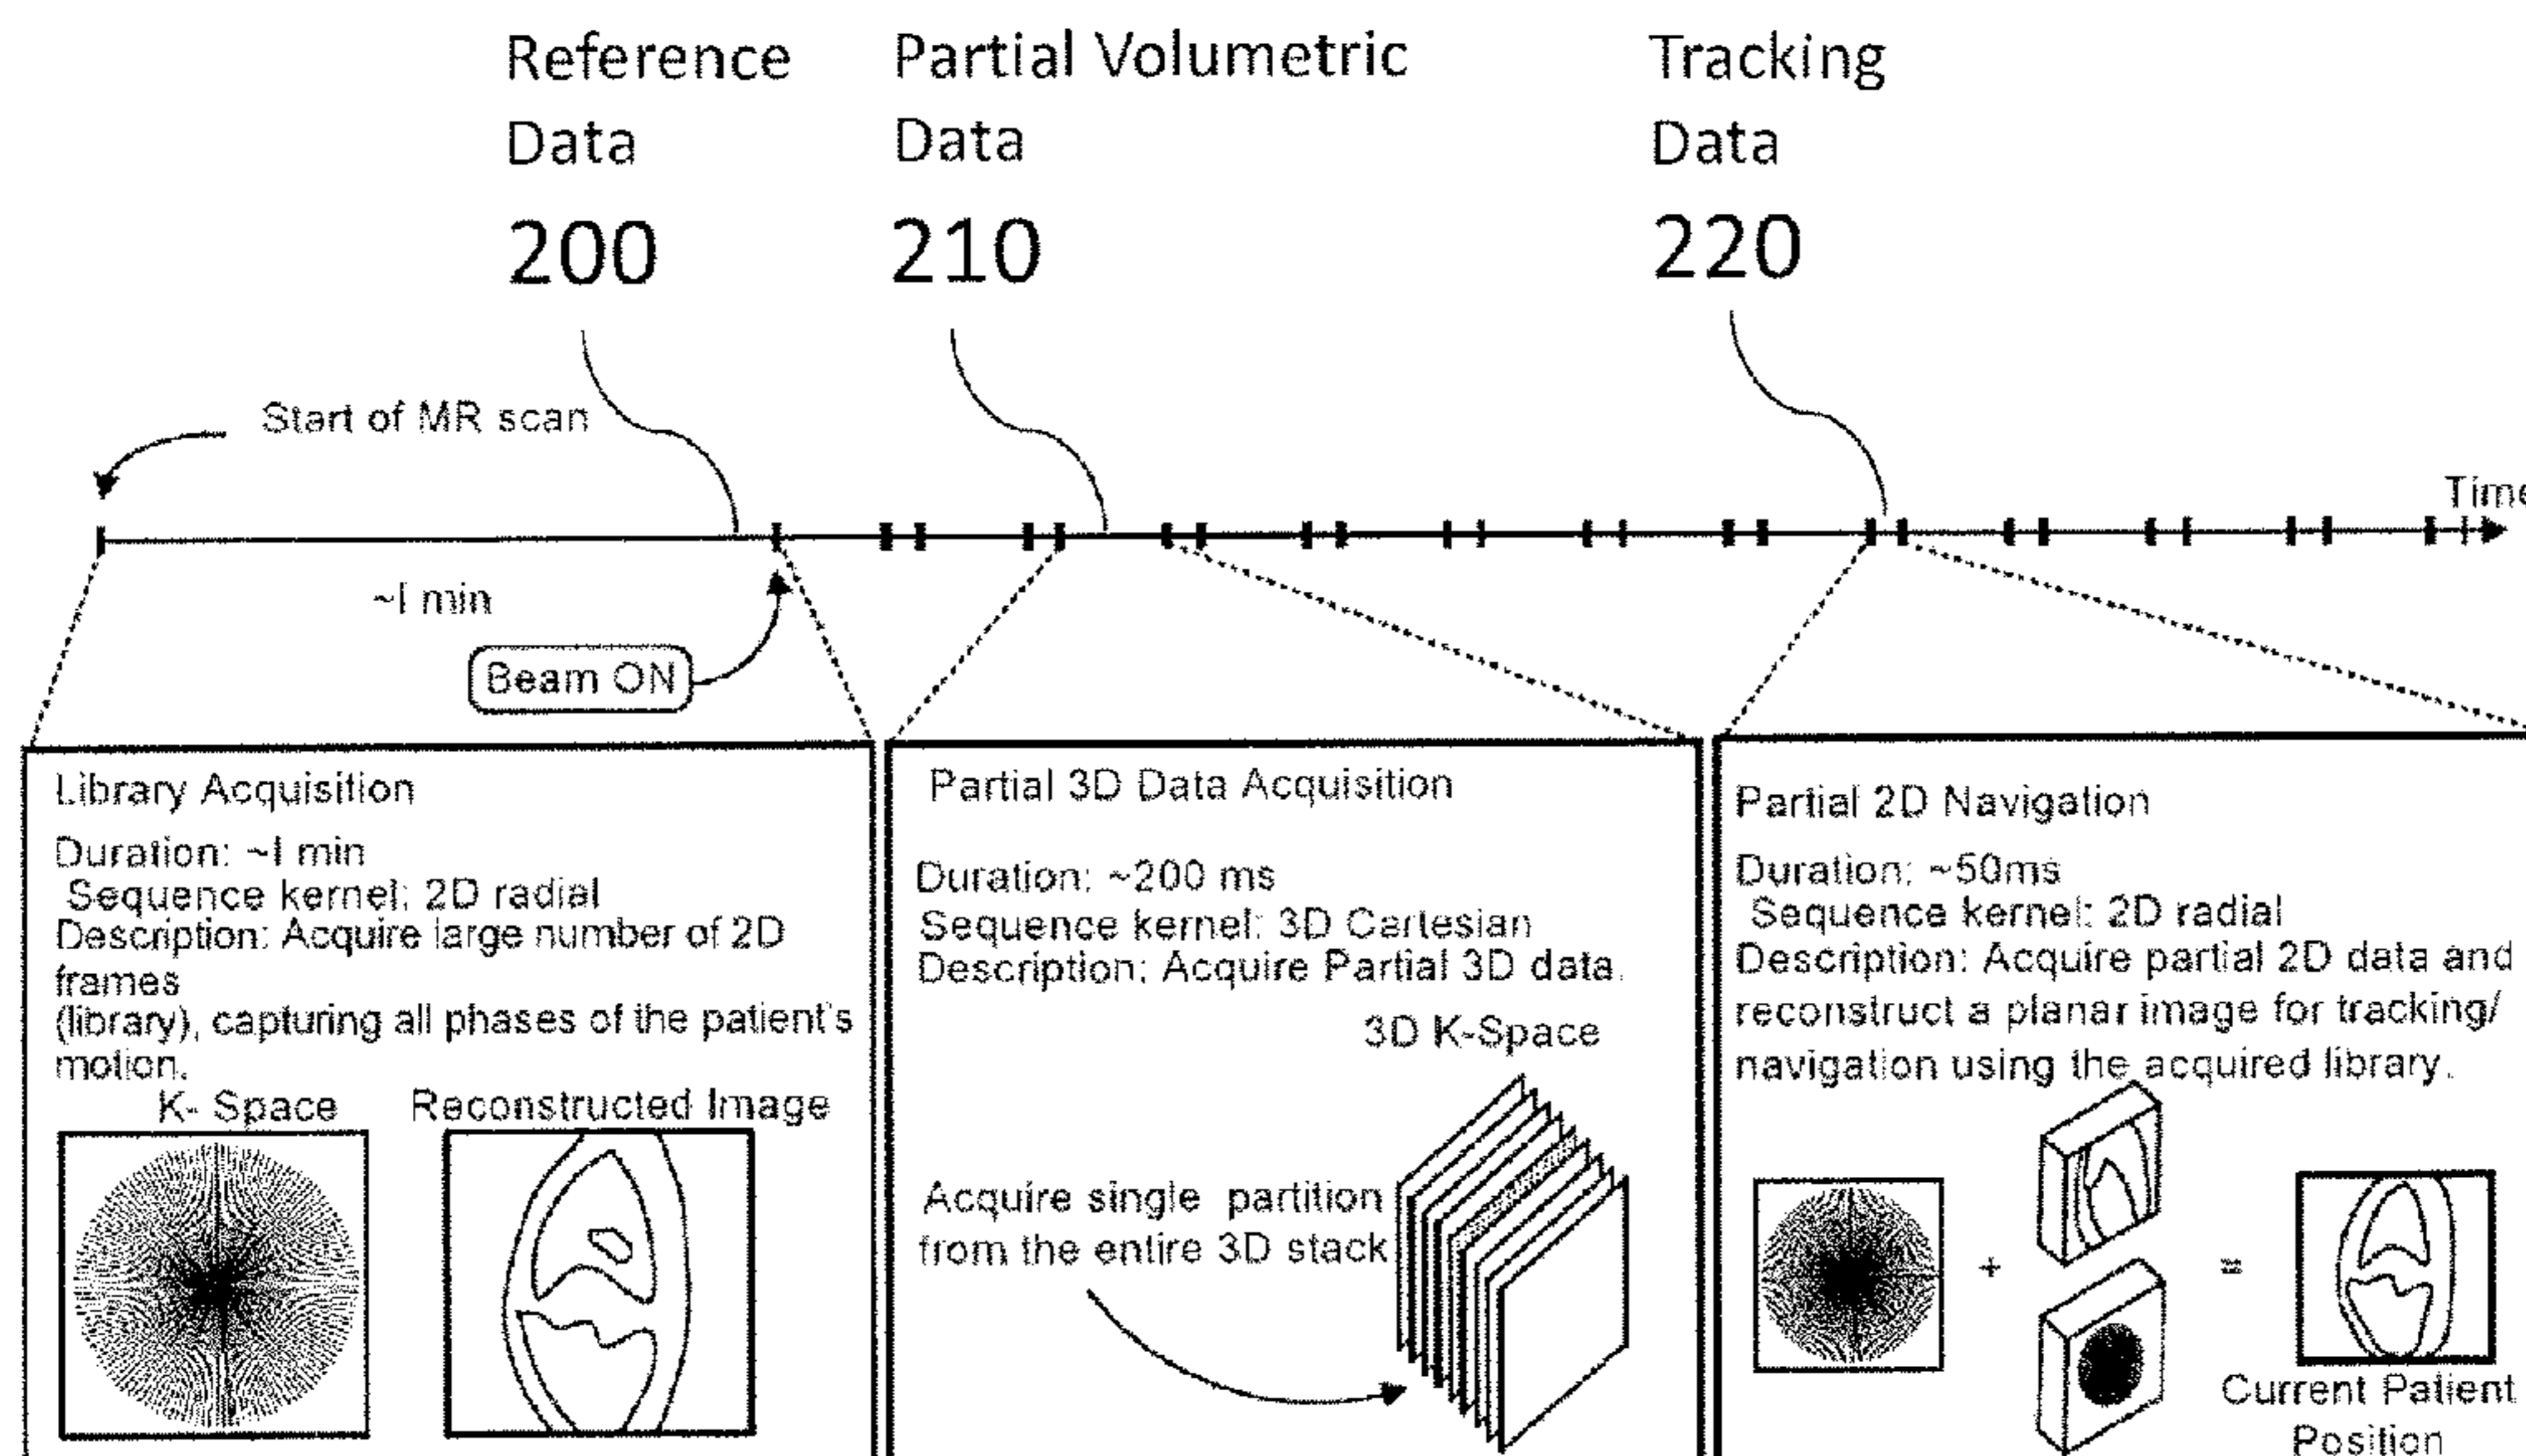 Reference
Data
200
Partial Volumetric
Data
210
Tracking
Data
220
Start of MR scan
Time
~I min
Beam ON
Library Acquisition
Duration: ~I min
Sequence kernel: 2D radial
Description: Acquire large number of 2D
frames
(library), capturing all phases of the patient's
motion.
K- Space
Reconstructed Image
Partial 3D Data Acquisition
Duration: ~200 ms
Sequence kernel: 3D Cartesian
Description: Acquire Partial 3D data.
3D K-Space
Acquire single partition
from the entire 3D stack
Partial 2D Navigation
Duration: ~50ms
Sequence kernel: 2D radial
Description: Acquire partial 2D data and
reconstruct a planar image for tracking/
navigation using the acquired library.
+
=
Current Patient
Position